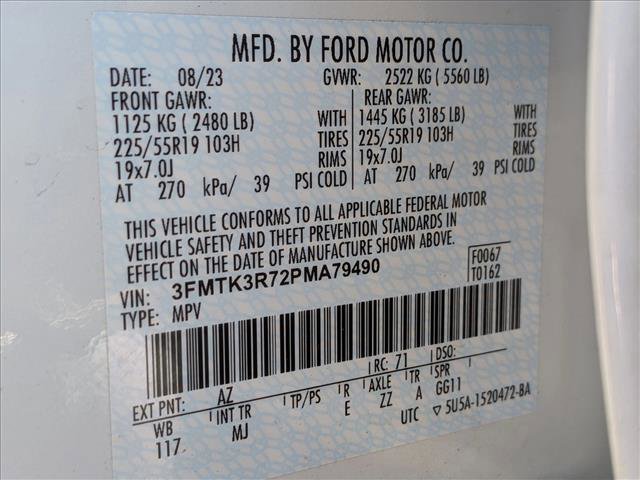 MFD. BY FORD MOTOR CO.
DATE: 08/23 GVWR: 2522 KG ( 5560 LB)
FRONT GAWR: REAR GAWR:
1125 KG ( 2480 LB) WITH 1445 KG ( 3185 LB) WITH
225/55R19 103H TIRES 225/55R19 103H TIRES
19x7.0J RIMS 19x7.0J RIMS
AT 270 kPa/ 39 PSI COLD AT 270 kPa/ 39 PSI COLD
THIS VEHICLE CONFORMS TO ALL APPLICABLE FEDERAL MOTOR
VEHICLE SAFETY AND THEFT PREVENTION STANDARDS IN
EFFECT ON THE DATE OF MANUFACTURE SHOWN ABOVE.
VIN: 3FMTK3R72PMA79490 F0067
TYPE: MPV T0162
EXT PNT: AZ RC: 71 DSO:
WB INT TR TP/PS R AXLE TR SPR
117 MJ E ZZ A GG11
UTC ▽ 5U5A-1520472-BA